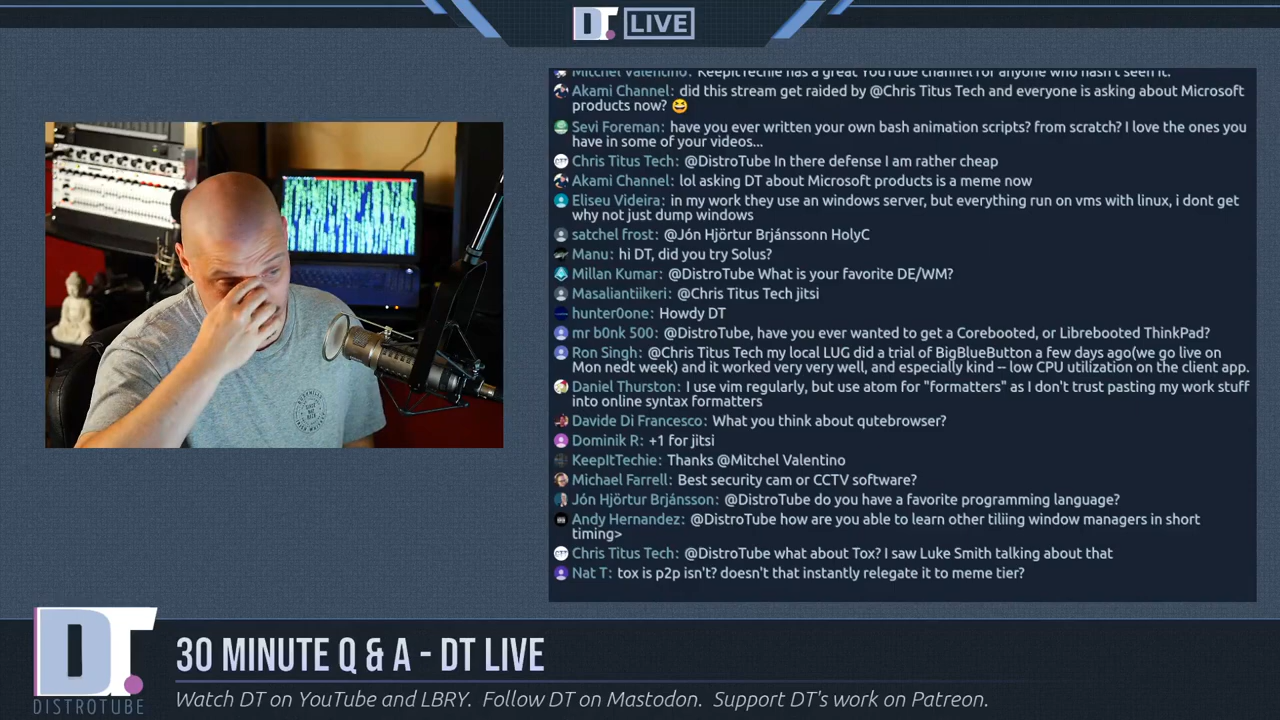 DT LIVE
Mitchel Valentino: KeepItTechie has a great YouTube channel for anyone who hasn't seen it.
Akami Channel: did this stream get raided by @Chris Titus Tech and everyone is asking about Microsoft
products now? 😆
Sevi Foreman: have you ever written your own bash animation scripts? from scratch? I love the ones you
have in some of your videos...
Chris Titus Tech: @DistroTube In there defense I am rather cheap
Akami Channel: lol asking DT about Microsoft products is a meme now
Eliseu Videira: in my work they use an windows server, but everything run on vms with linux, i dont get
why not just dump windows
satchel frost: @Jón Hjörtur Brjánssonn HolyC
Manu: hi DT, did you try Solus?
Millan Kumar: @DistroTube What is your favorite DE/WM?
Masaliantiikeri: @Chris Titus Tech jitsi
hunter0one: Howdy DT
mr b0nk 500: @DistroTube, have you ever wanted to get a Corebooted, or Librebooted ThinkPad?
Ron Singh: @Chris Titus Tech my local LUG did a trial of BigBlueButton a few days ago(we go live on
Mon nedt week) and it worked very very well, and especially kind -- low CPU utilization on the client app.
Daniel Thurston: I use vim regularly, but use atom for "formatters" as I don't trust pasting my work stuff
into online syntax formatters
Davide Di Francesco: What you think about qutebrowser?
Dominik R: +1 for jitsi
KeepItTechie: Thanks @Mitchel Valentino
Michael Farrell: Best security cam or CCTV software?
Jón Hjörtur Brjánsson: @DistroTube do you have a favorite programming language?
Andy Hernandez: @DistroTube how are you able to learn other tiliing window managers in short
timing>
Chris Titus Tech: @DistroTube what about Tox? I saw Luke Smith talking about that
Nat T: tox is p2p isn't? doesn't that instantly relegate it to meme tier?
DT
DISTROTUBE
30 MINUTE Q & A - DT LIVE
Watch DT on YouTube and LBRY. Follow DT on Mastodon. Support DT's work on Patreon.